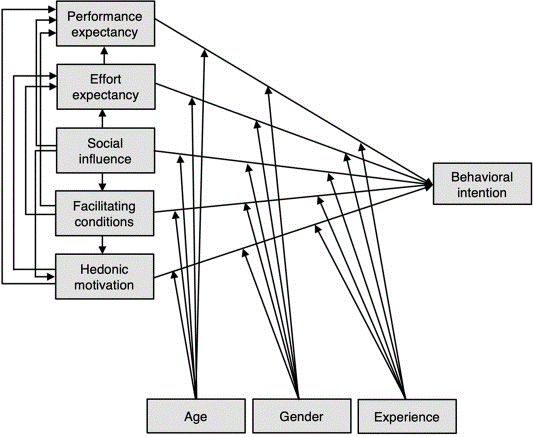 Performance
expectancy
Effort
expectancy
Social
influence
Facilitating
conditions
Hedonic
motivation
Behavioral
intention
Age
Gender
Experience